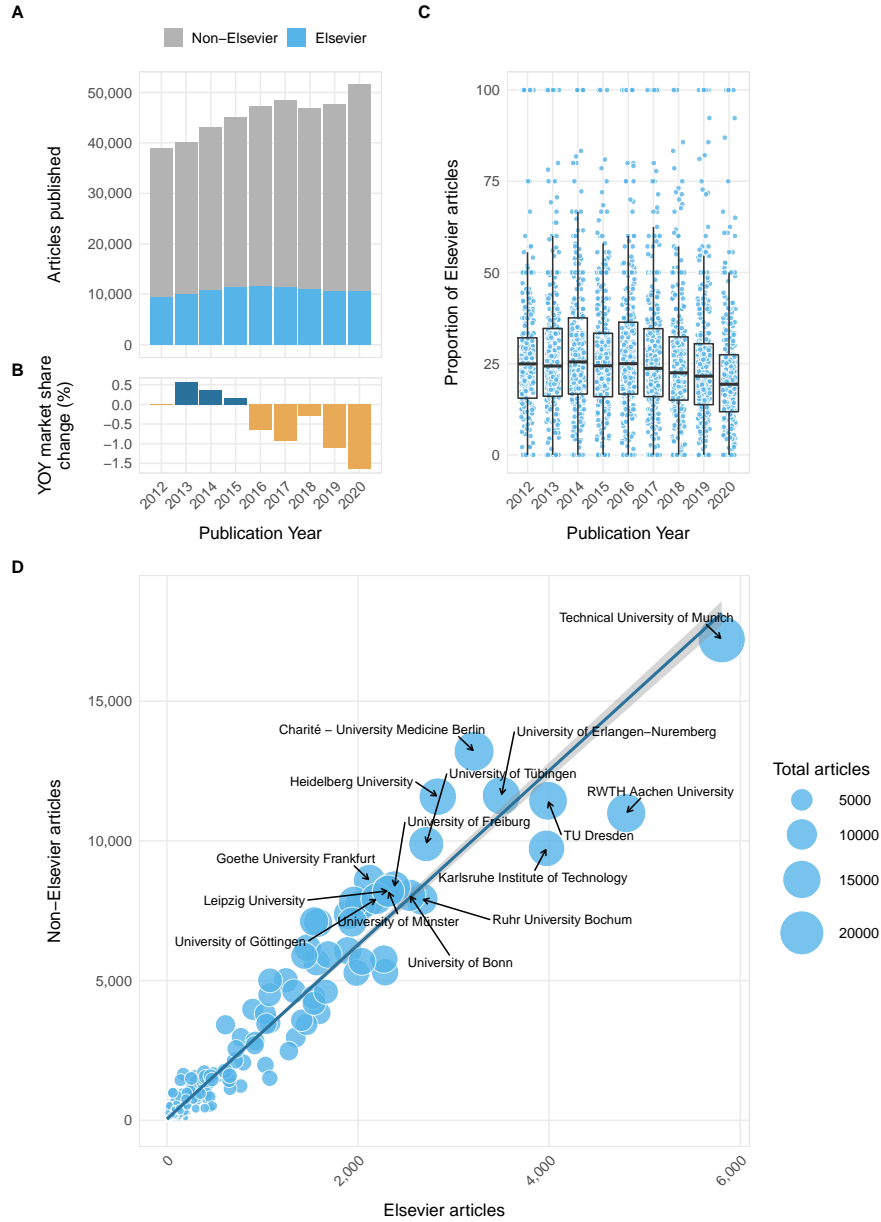 A
Non−Elsevier
Elsevier
50,000
40,000
30,000
20,000
10,000
0
Articles published
B
0.5
0.0
−0.5
−1.0
−1.5
YOY market share
change (%)
2012
2013
2014
2015
2016
2017
2018
2019
2020
Publication Year
C
100
75
50
25
0
Proportion of Elsevier articles
2012
2013
2014
2015
2016
2017
2018
2019
2020
Publication Year
D
Technical University of Munich
Charité − University Medicine Berlin
University of Erlangen−Nuremberg
University of Tübingen
Heidelberg University
RWTH Aachen University
University of Freiburg
TU Dresden
Goethe University Frankfurt
Karlsruhe Institute of Technology
Leipzig University
University of Münster
Ruhr University Bochum
University of Göttingen
University of Bonn
15,000
10,000
5,000
0
Non−Elsevier articles
0
2,000
4,000
6,000
Elsevier articles
Total articles
5000
10000
15000
20000